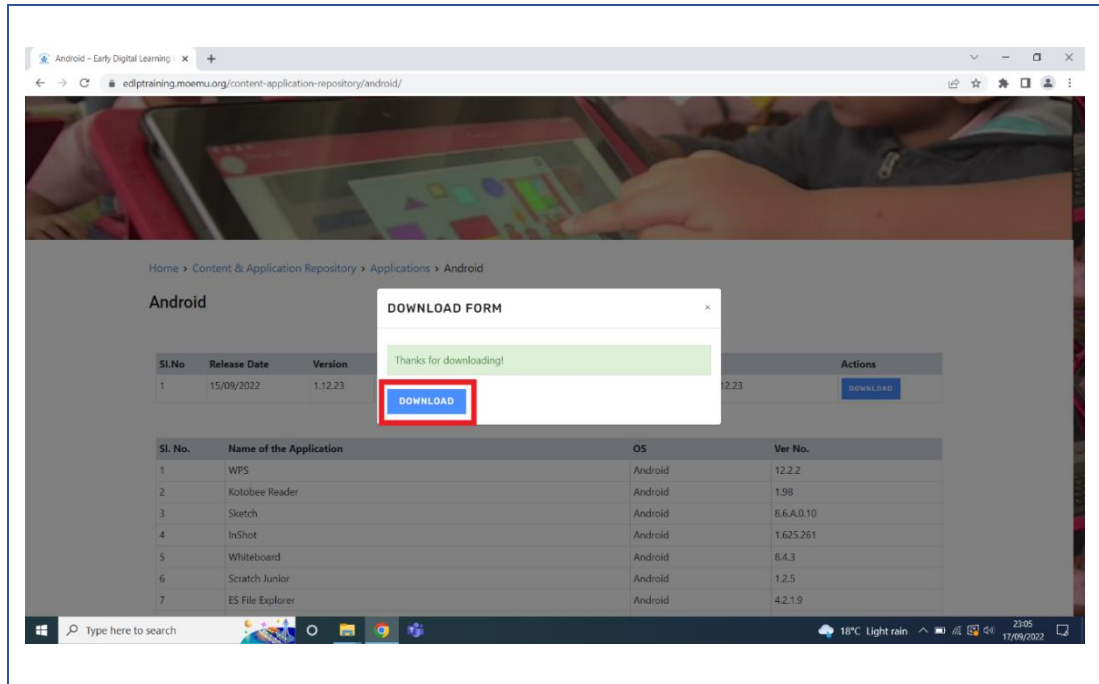 Android – Early Digital Learning
edlptraining.moemu.org/content-application-repository/android/
Home › Content & Application Repository › Applications › Android
Android
DOWNLOAD FORM ×
Thanks for downloading!
DOWNLOAD
Sl.No Release Date Version Actions
1 15/09/2022 1.12.23 12.23 DOWNLOAD
Sl. No. Name of the Application OS Ver No.
1 WPS Android 12.2.2
2 Kotobee Reader Android 1.98
3 Sketch Android 8.6.A.0.10
4 InShot Android 1.625.261
5 Whiteboard Android 8.4.3
6 Scratch Junior Android 1.2.5
7 ES File Explorer Android 4.2.1.9
Type here to search
18°C Light rain
23:05
17/09/2022